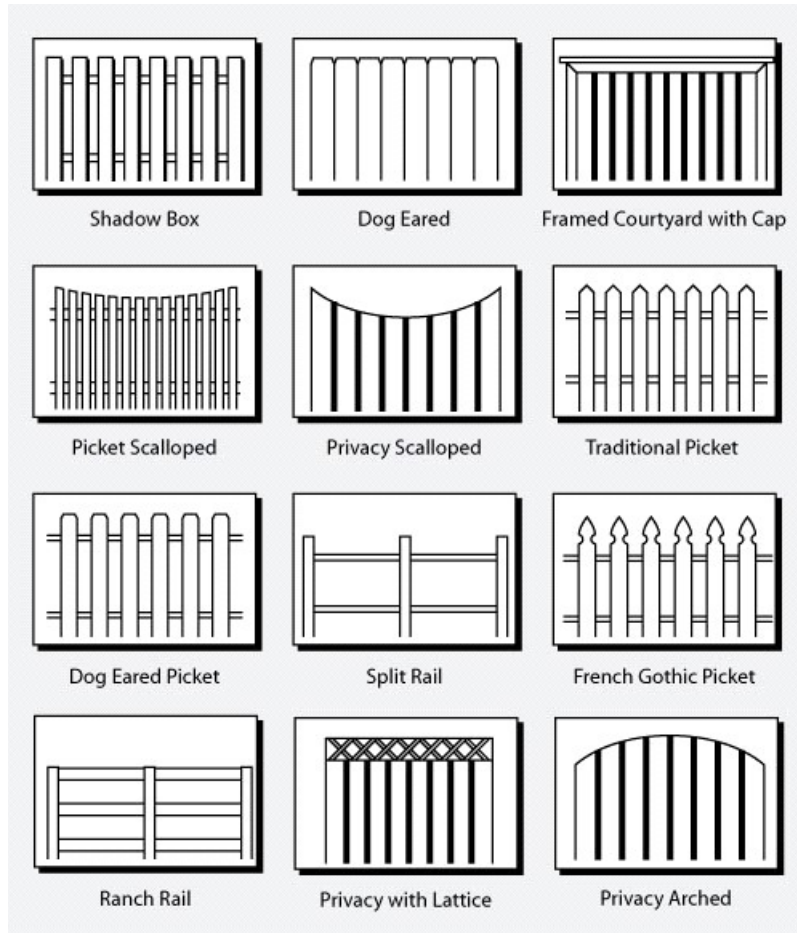 Shadow Box
Dog Eared
Framed Courtyard with Cap
Picket Scalloped
Privacy Scalloped
Traditional Picket
Dog Eared Picket
Split Rail
French Gothic Picket
Ranch Rail
Privacy with Lattice
Privacy Arched